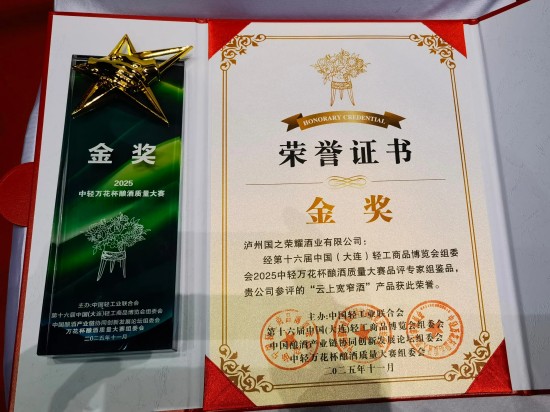 金奖
2025
中轻万花杯酿酒质量大赛
主办:中国轻工业联合会
第十六届中国(大连)轻工商品博览会组委会
中国酿酒产业链协同创新发展论坛组委会
万花杯酿酒质量大赛组委会
二〇二五年十一月
HONORARY CREDENTIAL
荣誉证书
金奖
泸州国之荣耀酒业有限公司：
经第十六届中国（大连）轻工商品博览会组委
会2025中轻万花杯酿酒质量大赛品评专家组鉴品，
贵公司参评的“云上宽窄酒”产品获此荣誉。
主办:中国轻工业联合会
第十六届中国(大连)轻工商品博览会组委会
中国酿酒产业链协同创新发展论坛组委会
中轻万花杯酿酒质量大赛组委会
二〇二五年十一月